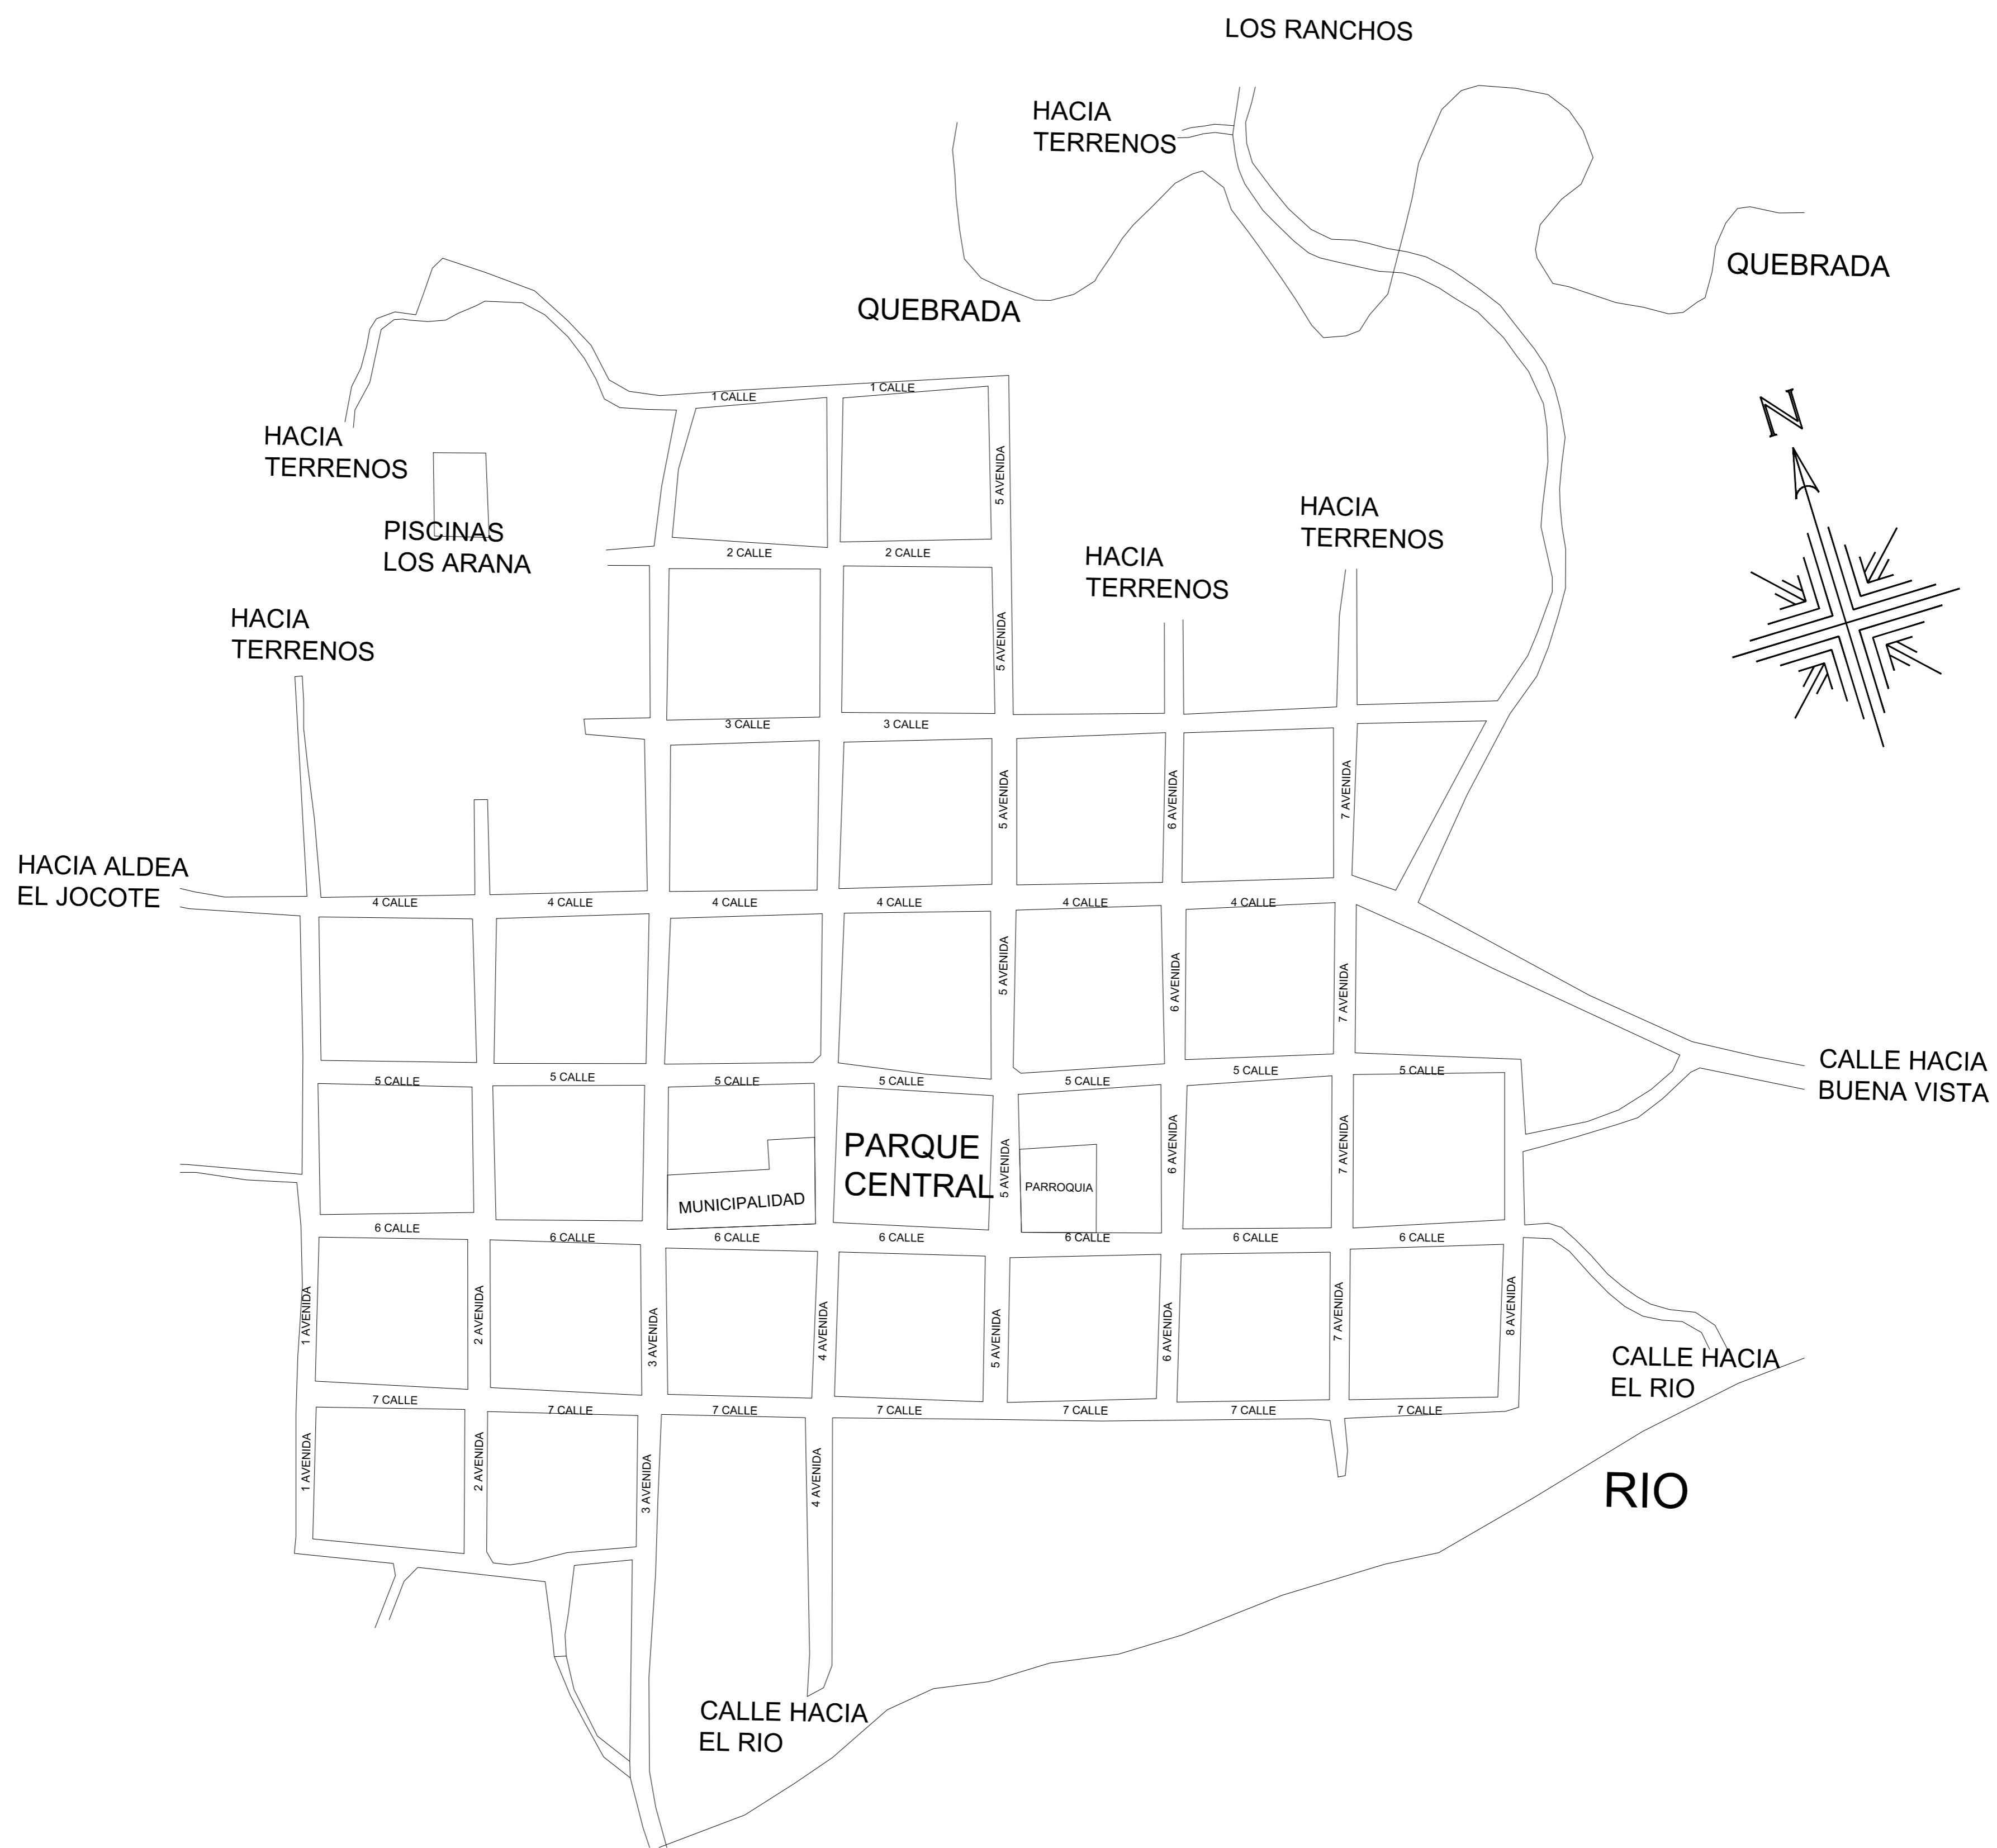 LOS RANCHOS
HACIA
TERRENOS
QUEBRADA
QUEBRADA
1 CALLE
1 CALLE
N
HACIA
TERRENOS
5 AVENIDA
PISCINAS
LOS ARANA
HACIA
TERRENOS
HACIA
TERRENOS
2 CALLE
2 CALLE
HACIA
TERRENOS
5 AVENIDA
3 CALLE
3 CALLE
5 AVENIDA
6 AVENIDA
7 AVENIDA
HACIA ALDEA
EL JOCOTE
4 CALLE
4 CALLE
4 CALLE
4 CALLE
4 CALLE
4 CALLE
5 AVENIDA
6 AVENIDA
7 AVENIDA
CALLE HACIA
BUENA VISTA
5 CALLE
5 CALLE
5 CALLE
5 CALLE
5 CALLE
5 CALLE
5 CALLE
PARQUE
CENTRAL
5 AVENIDA
6 AVENIDA
7 AVENIDA
MUNICIPALIDAD
PARROQUIA
6 CALLE
6 CALLE
6 CALLE
6 CALLE
6 CALLE
6 CALLE
6 CALLE
1 AVENIDA
2 AVENIDA
3 AVENIDA
4 AVENIDA
5 AVENIDA
6 AVENIDA
7 AVENIDA
8 AVENIDA
CALLE HACIA
EL RIO
7 CALLE
7 CALLE
7 CALLE
7 CALLE
7 CALLE
7 CALLE
7 CALLE
1 AVENIDA
2 AVENIDA
3 AVENIDA
4 AVENIDA
RIO
CALLE HACIA
EL RIO